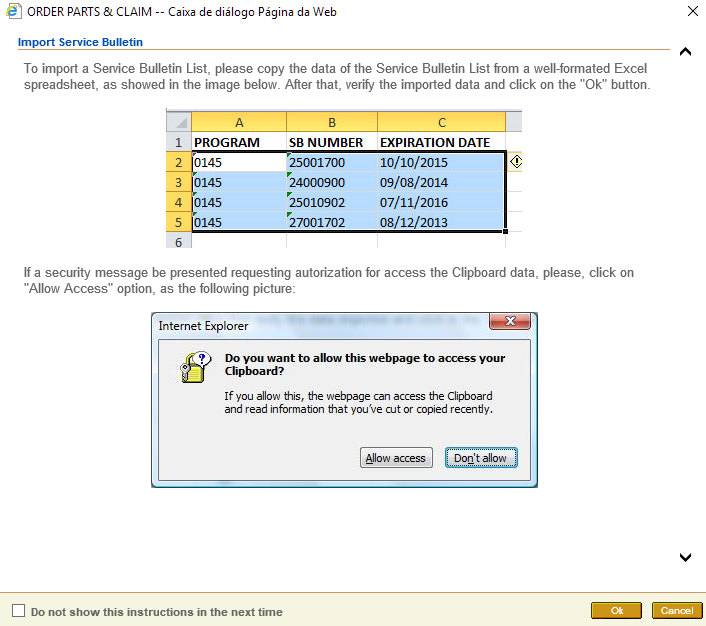 ORDER PARTS & CLAIM -- Caixa de diálogo Página da Web
Import Service Bulletin
To import a Service Bulletin List, please copy the data of the Service Bulletin List from a well-formated Excel
spreadsheet, as showed in the image below. After that, verify the imported data and click on the "Ok" button.
A B C
1 PROGRAM SB NUMBER EXPIRATION DATE
2 0145 25001700 10/10/2015
3 0145 24000900 09/08/2014
4 0145 25010902 07/11/2016
5 0145 27001702 08/12/2013
6
If a security message be presented requesting autorization for access the Clipboard data, please, click on
"Allow Access" option, as the following picture:
Internet Explorer
Do you want to allow this webpage to access your
Clipboard?
If you allow this, the webpage can access the Clipboard
and read information that you've cut or copied recently.
Allow access Don't allow
Do not show this instructions in the next time
Ok Cancel